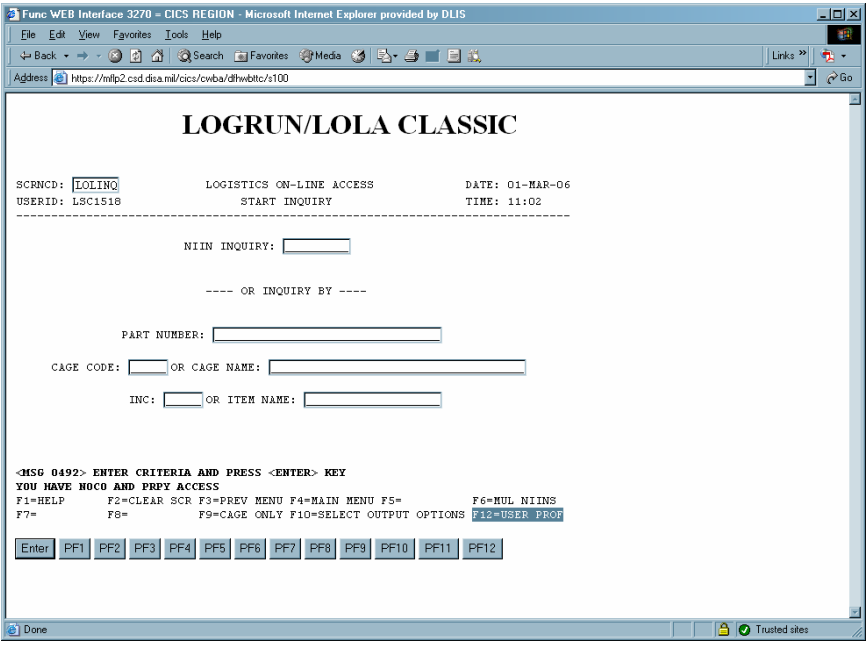 Func WEB Interface 3270 = CICS REGION - Microsoft Internet Explorer provided by DLIS
File Edit View Favorites Tools Help
Back Search Favorites Media Links »
Address https://mflp2.csd.disa.mil/cics/cwba/dfhwbttc/s100 Go
LOGRUN/LOLA CLASSIC
SCRNCD: LOLINQ LOGISTICS ON-LINE ACCESS DATE: 01-MAR-06
USERID: LSC1518 START INQUIRY TIME: 11:02
--------------------------------------------------------------------------------
NIIN INQUIRY:
---- OR INQUIRY BY ----
PART NUMBER:
CAGE CODE: OR CAGE NAME:
INC: OR ITEM NAME:
<MSG 0492> ENTER CRITERIA AND PRESS <ENTER> KEY
YOU HAVE NOCO AND PRPY ACCESS
F1=HELP F2=CLEAR SCR F3=PREV MENU F4=MAIN MENU F5= F6=MUL NIINS
F7= F8= F9=CAGE ONLY F10=SELECT OUTPUT OPTIONS F12=USER PROF
Enter PF1 PF2 PF3 PF4 PF5 PF6 PF7 PF8 PF9 PF10 PF11 PF12
Done Trusted sites